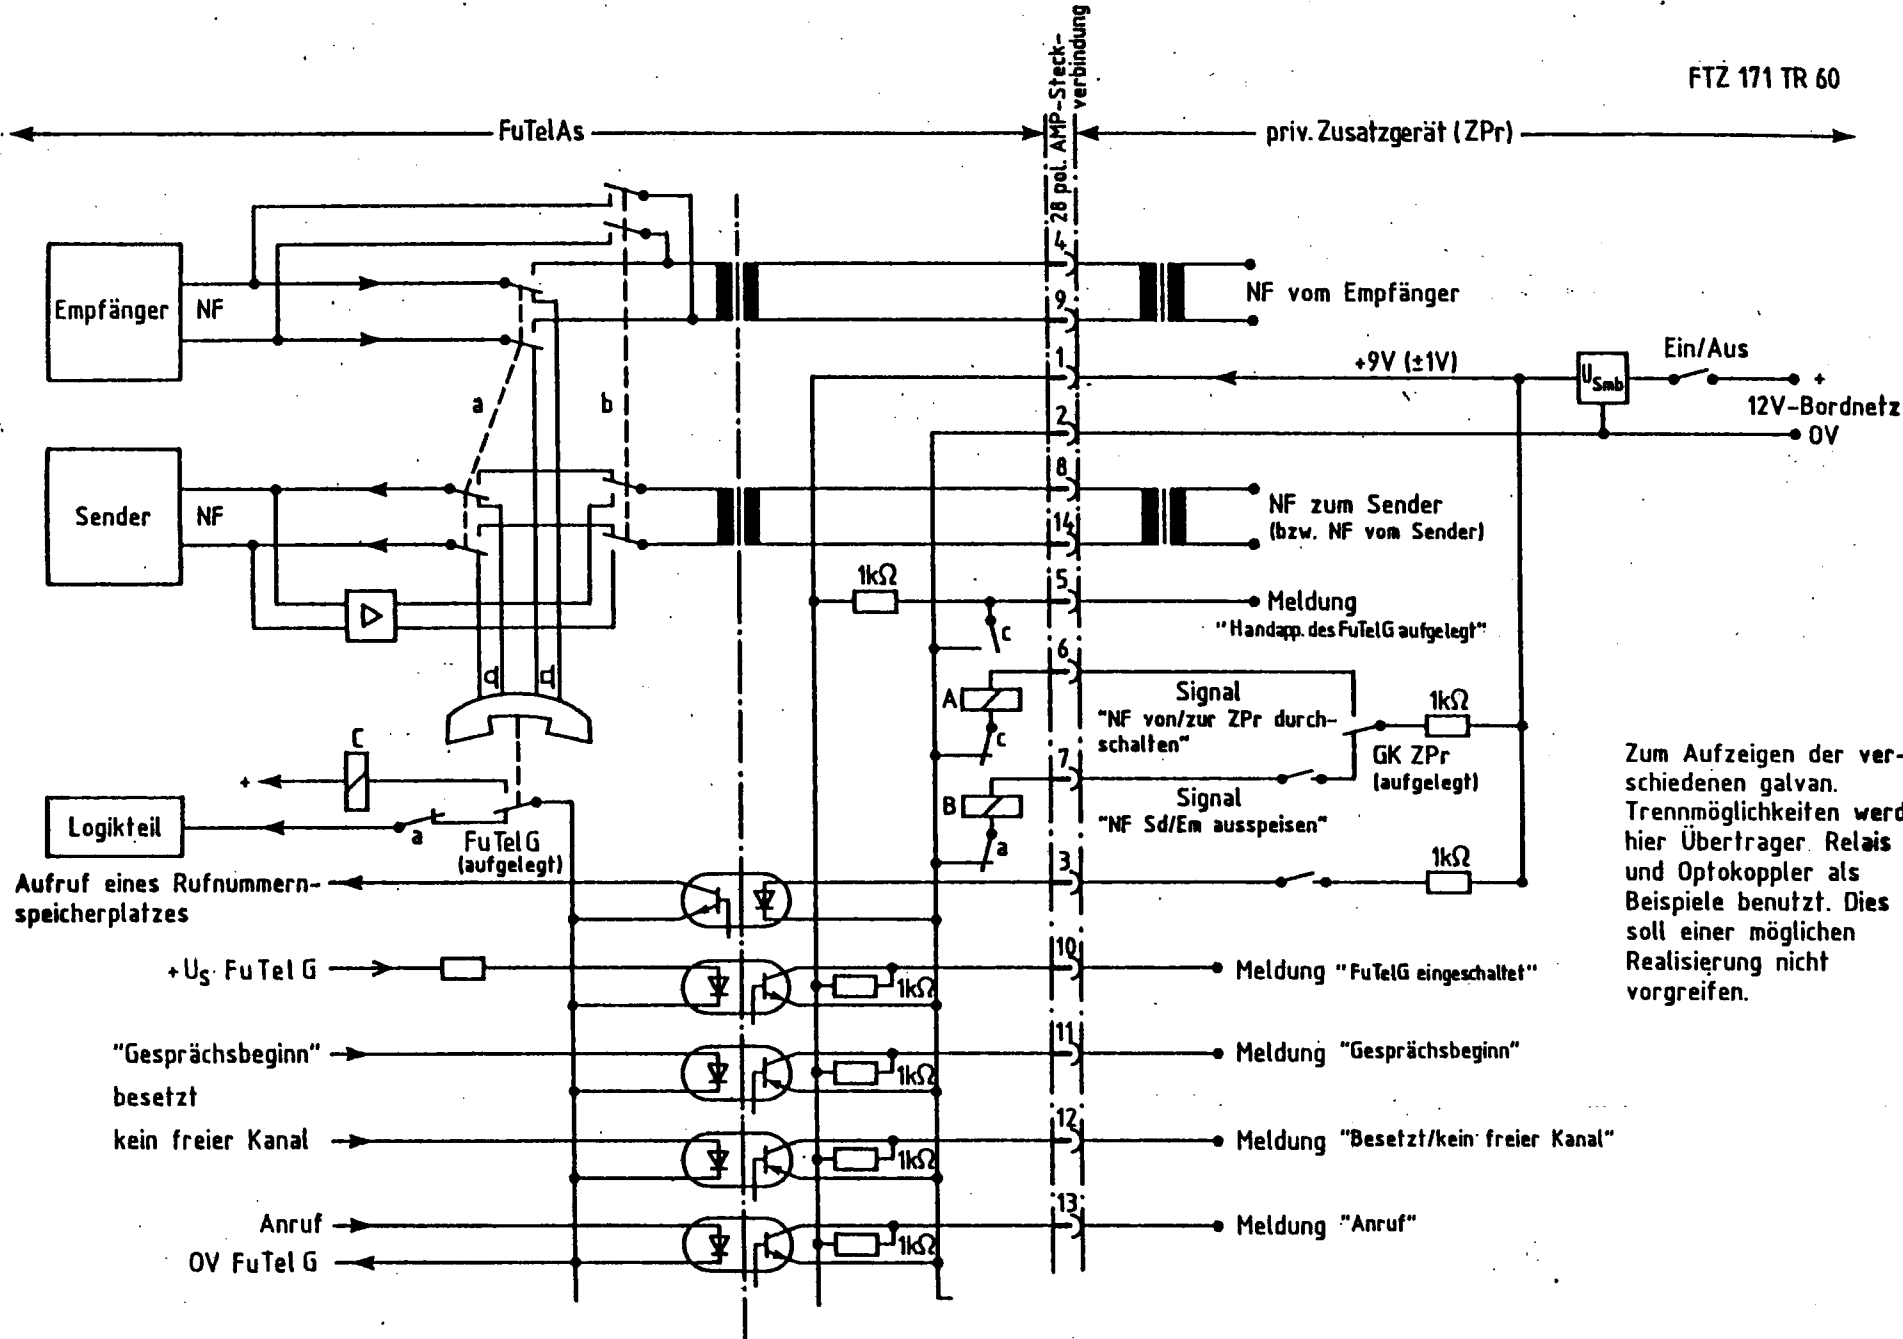 28 pol. AMP-Steck-
verbindung
FTZ 171 TR 60
FuTelAs
priv. Zusatzgerät (ZPr)
Empfänger
NF
4
9
NF vom Empfänger
1
+9V (±1V)
USmb
Ein/Aus
+
12V-Bordnetz
0V
2
a
b
Sender
NF
8
14
NF zum Sender
(bzw. NF vom Sender)
1kΩ
5
Meldung
"Handapp. des FuTelG aufgelegt"
c
6
A
c
Signal
"NF von/zur ZPr durch-
schalten"
1kΩ
GK ZPr
(aufgelegt)
7
B
a
Signal
"NF Sd/Em ausspeisen"
C
+
Logikteil
a
FuTelG
(aufgelegt)
Zum Aufzeigen der ver-
schiedenen galvan.
Trennmöglichkeiten werd
hier Übertrager Relais
und Optokoppler als
Beispiele benutzt. Dies
soll einer möglichen
Realisierung nicht
vorgreifen.
Aufruf eines Rufnummern-
speicherplatzes
3
1kΩ
+US FuTelG
1kΩ
10
Meldung "FuTelG eingeschaltet"
"Gesprächsbeginn"
1kΩ
11
Meldung "Gesprächsbeginn"
besetzt
kein freier Kanal
1kΩ
12
Meldung "Besetzt/kein freier Kanal"
Anruf
1kΩ
13
Meldung "Anruf"
0V FuTelG